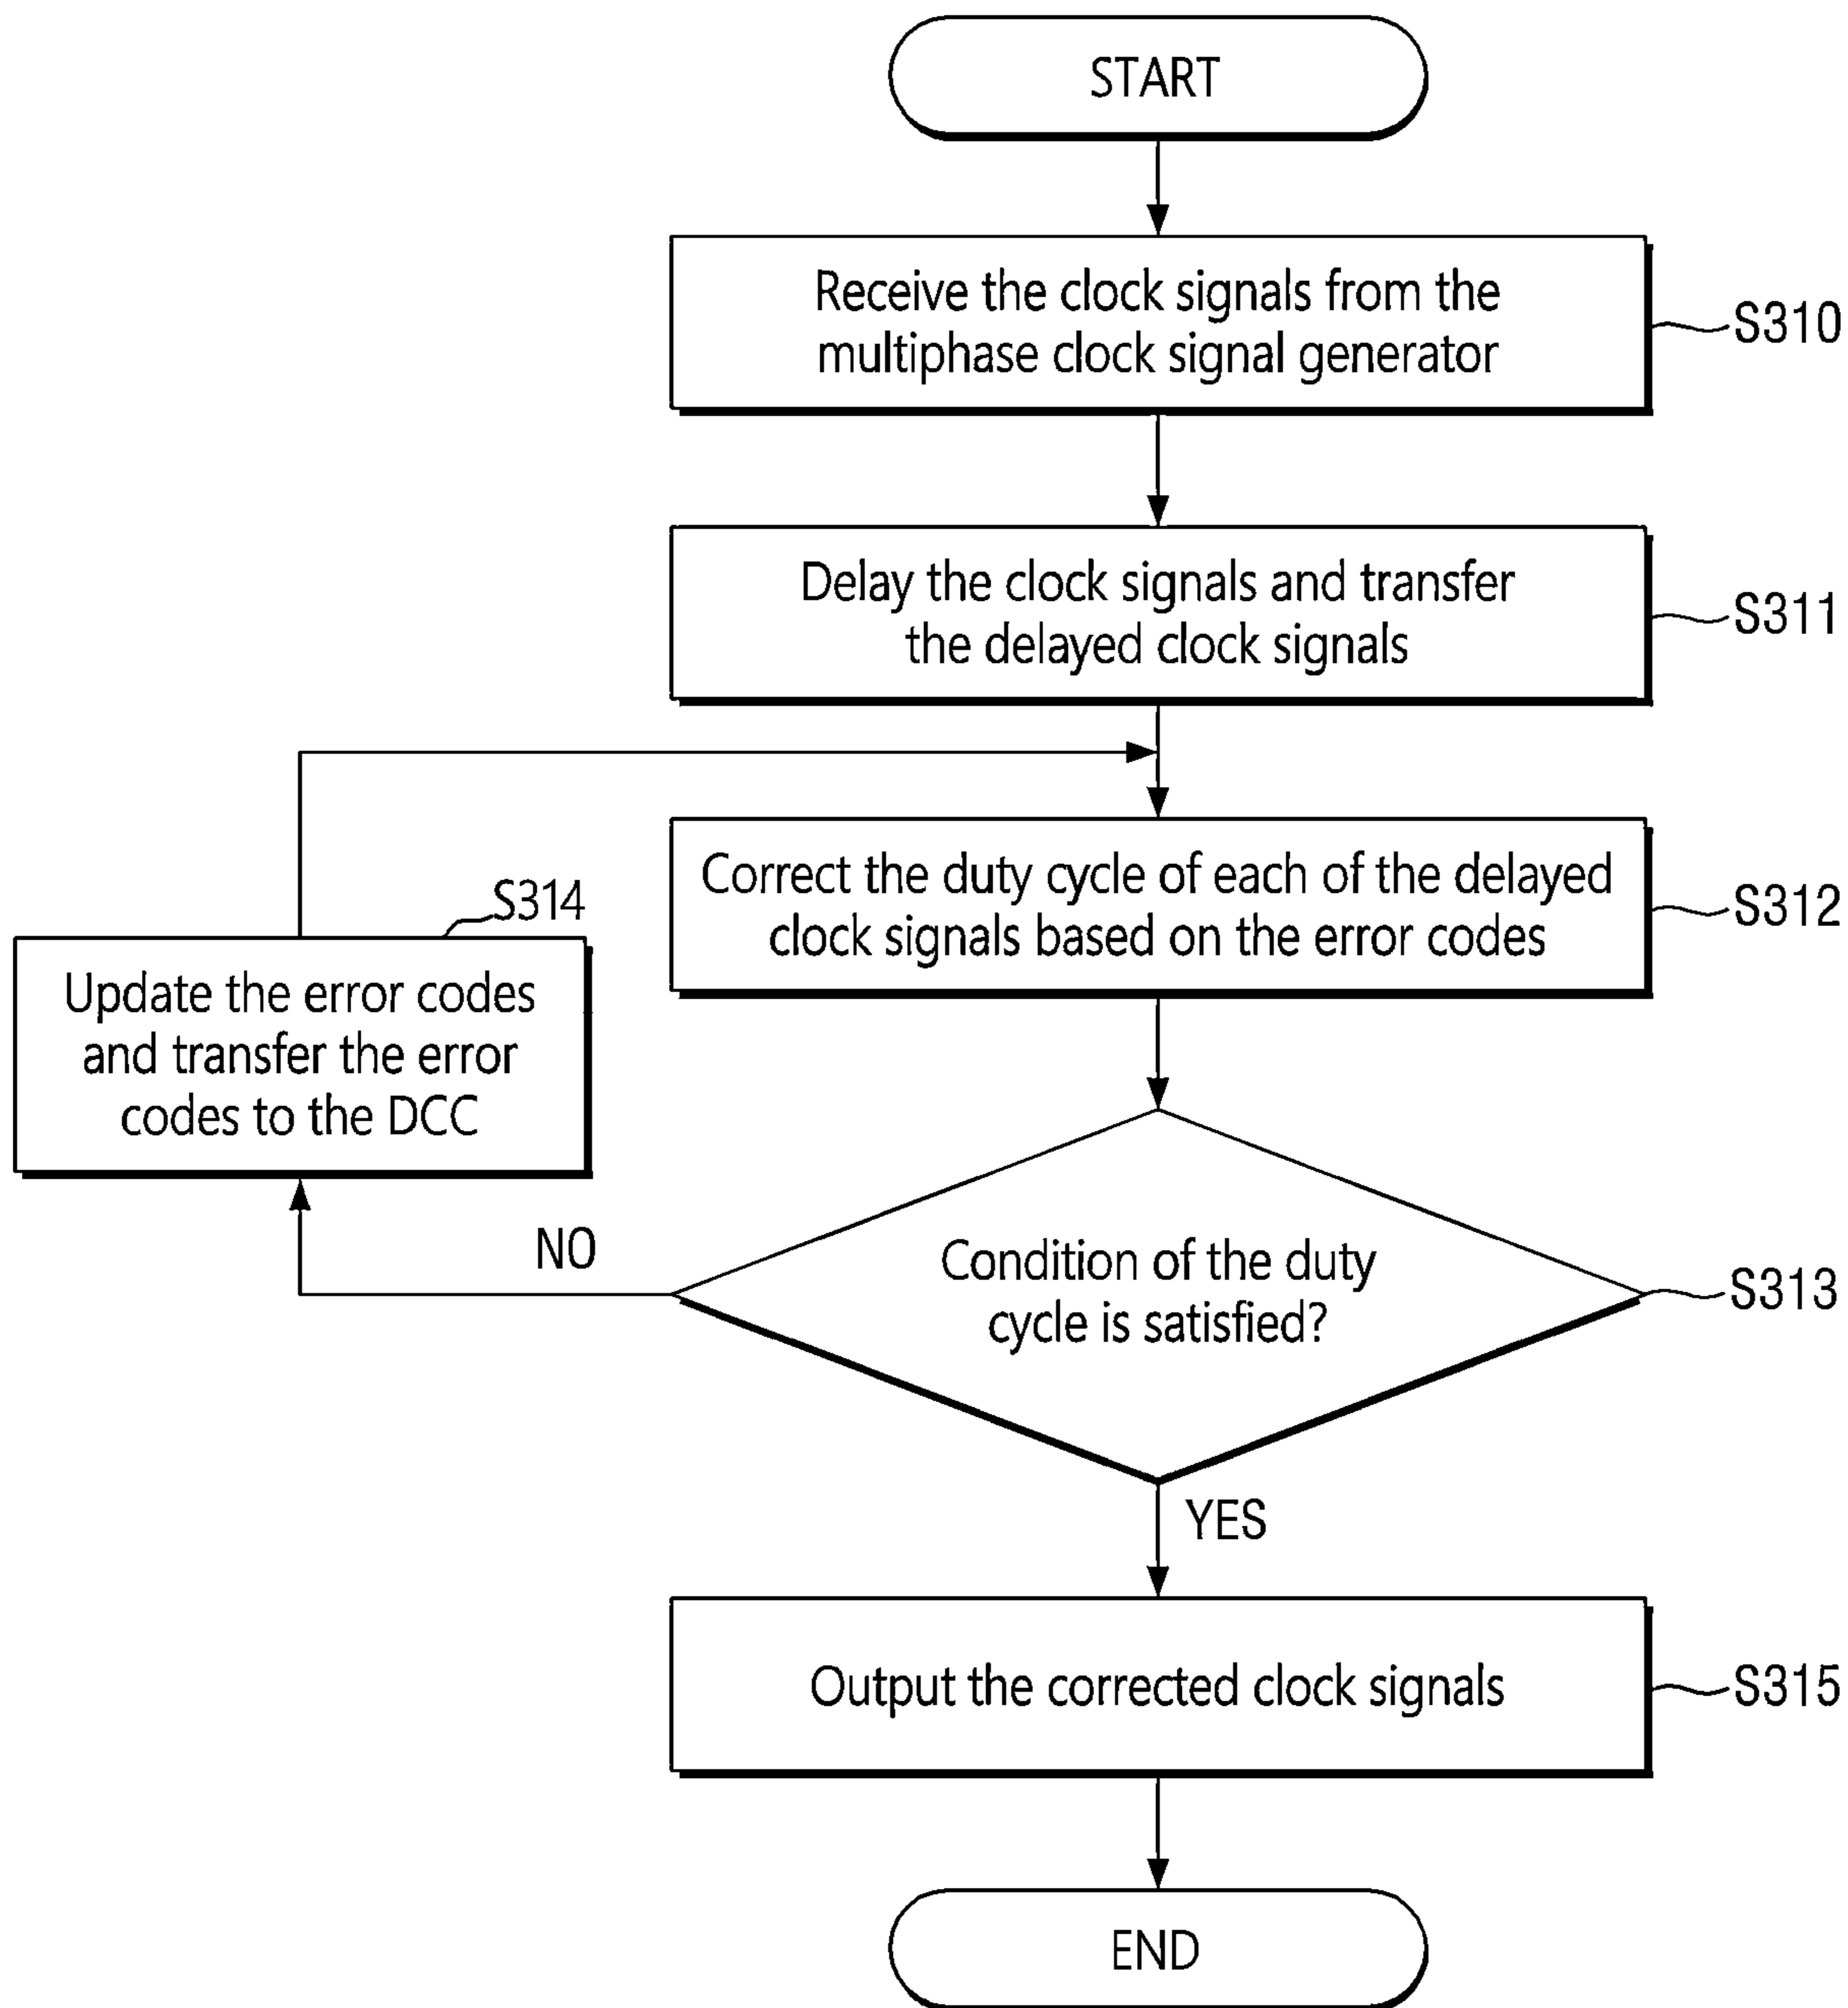 START
Receive the clock signals from the
multiphase clock signal generator
S310
Delay the clock signals and transfer
the delayed clock signals
S311
Correct the duty cycle of each of the delayed
clock signals based on the error codes
S312
S314
Update the error codes
and transfer the error
codes to the DCC
NO
Condition of the duty
cycle is satisfied?
S313
YES
Output the corrected clock signals
S315
END